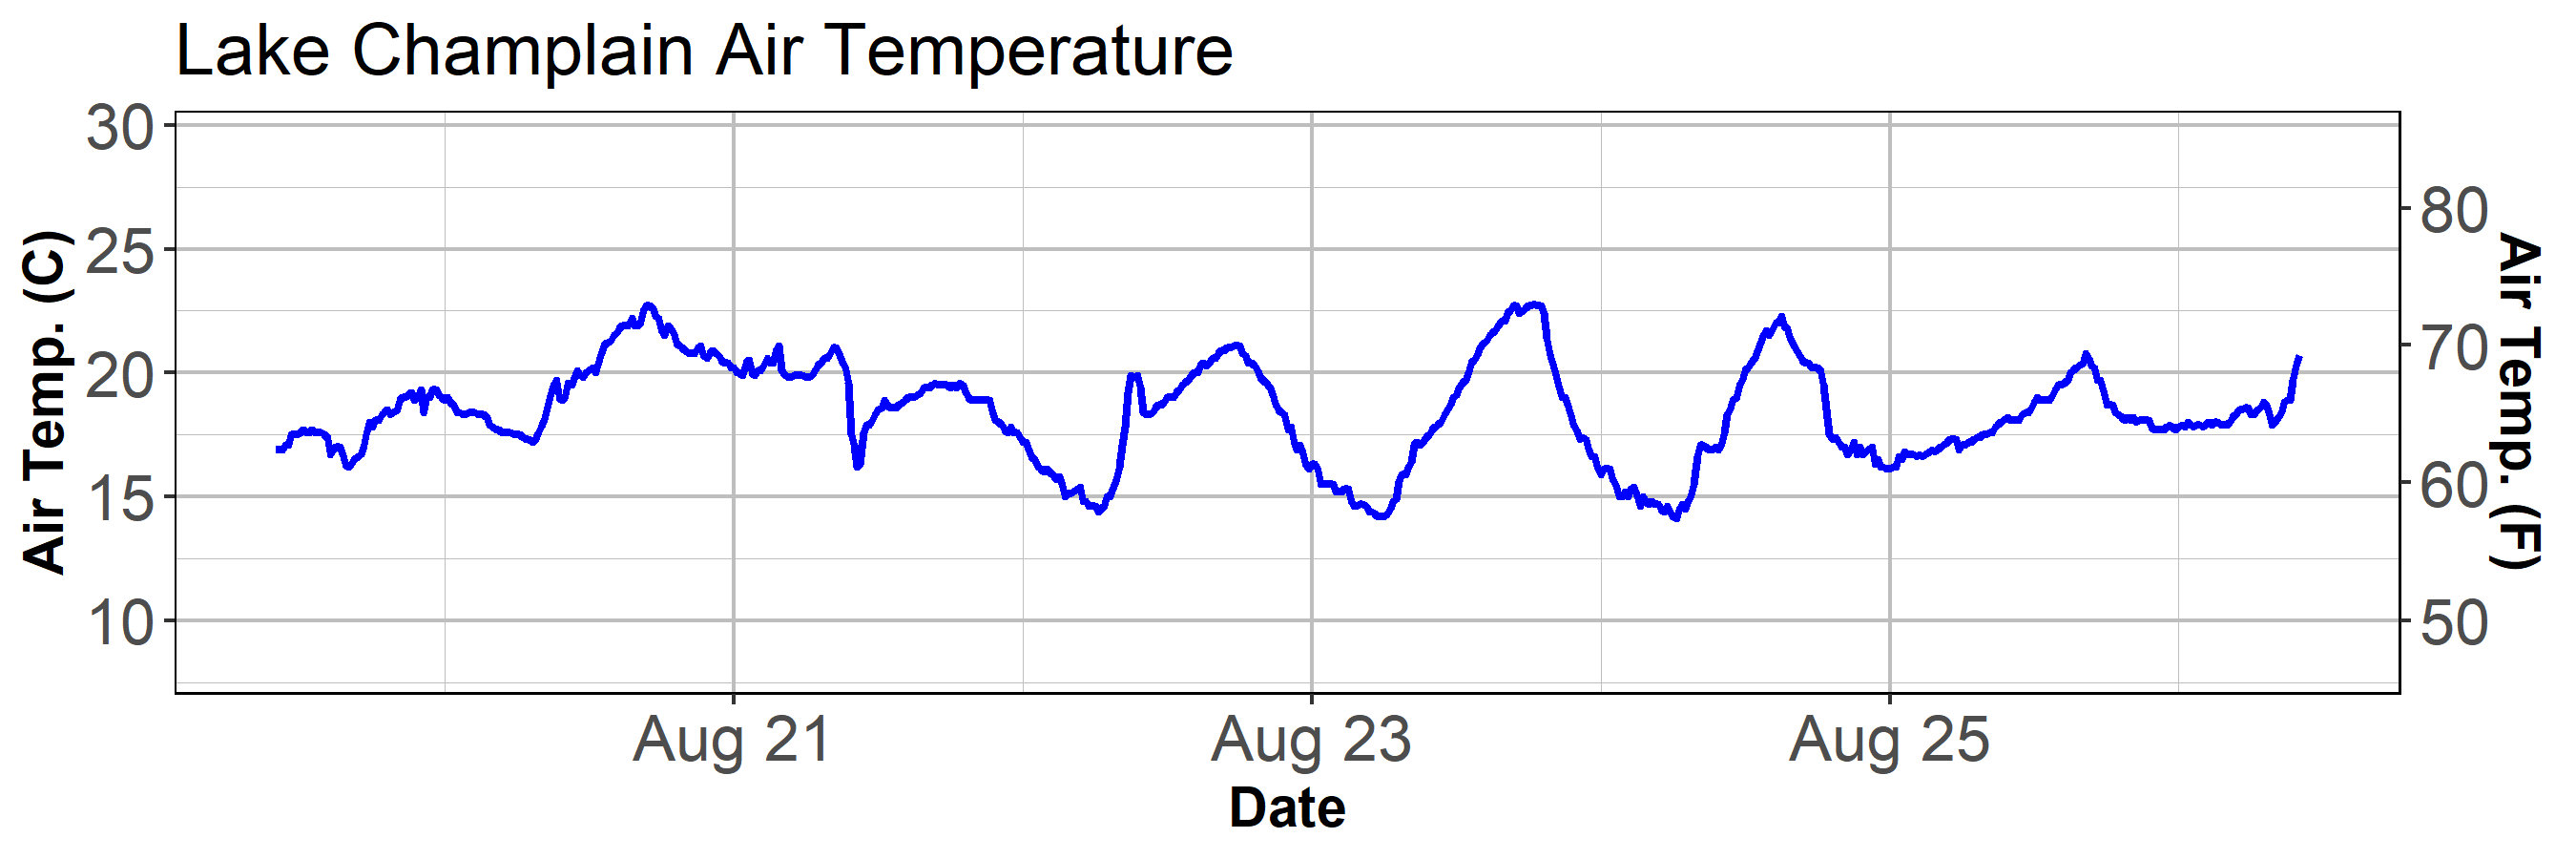 Lake Champlain Air Temperature
Air Temp. (C)
30
25
20
15
10
80
70
60
50
Air Temp. (F)
Aug 21
Aug 23
Aug 25
Date